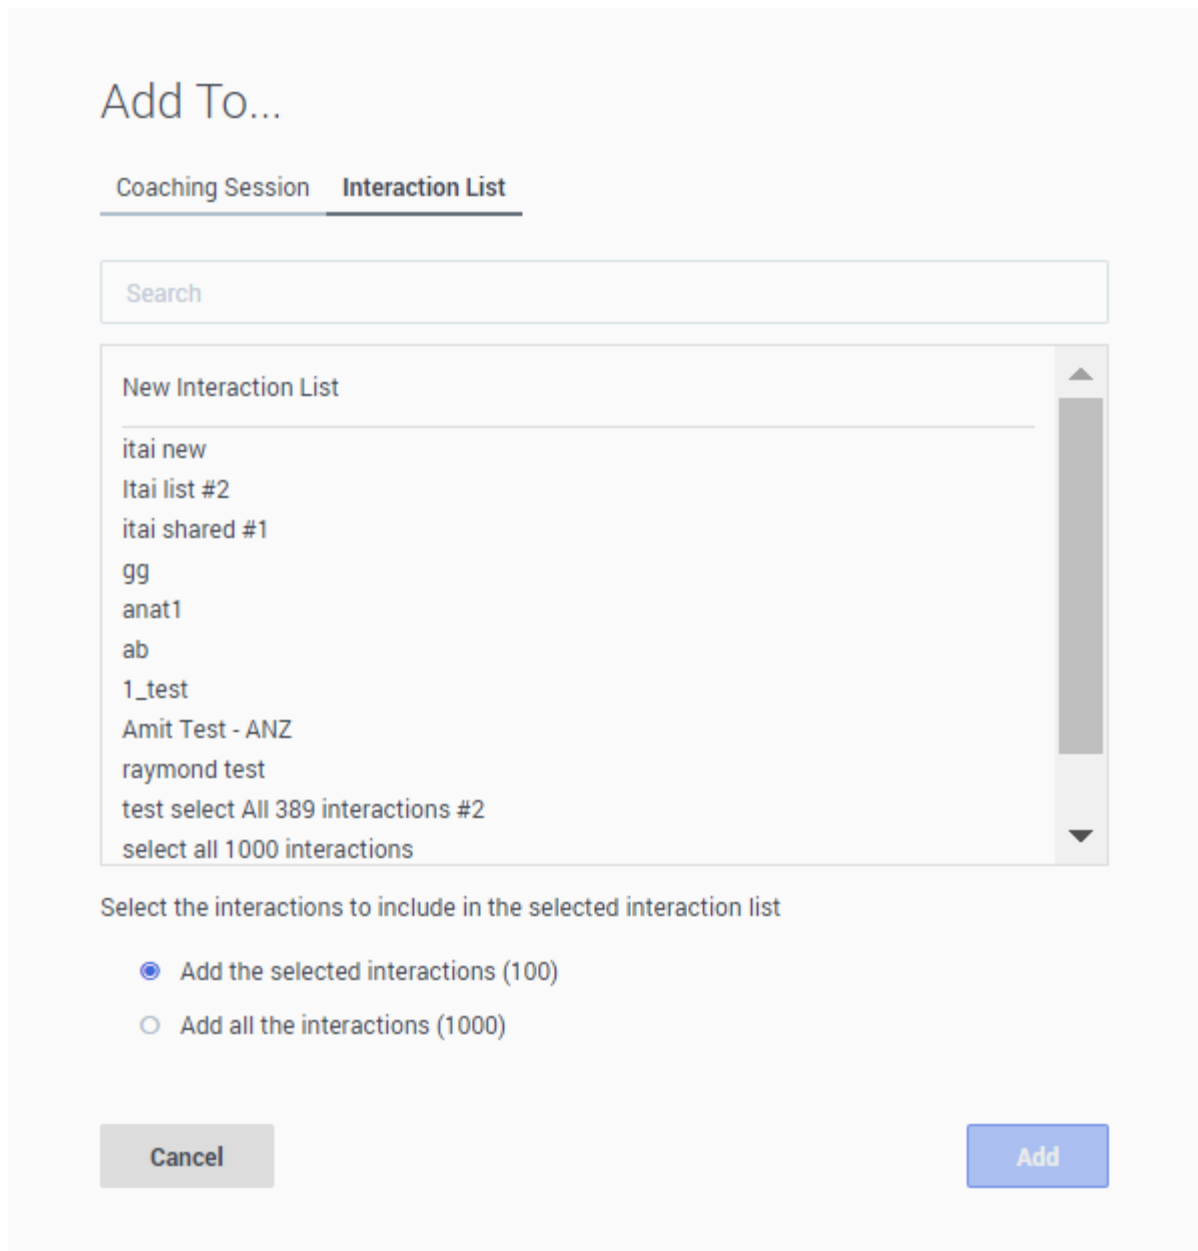 Add To...
Coaching Session Interaction List
Search
New Interaction List
itai new
Itai list #2
itai shared #1
gg
anat1
ab
1_test
Amit Test - ANZ
raymond test
test select All 389 interactions #2
select all 1000 interactions
Select the interactions to include in the selected interaction list
Add the selected interactions (100)
Add all the interactions (1000)
Cancel Add